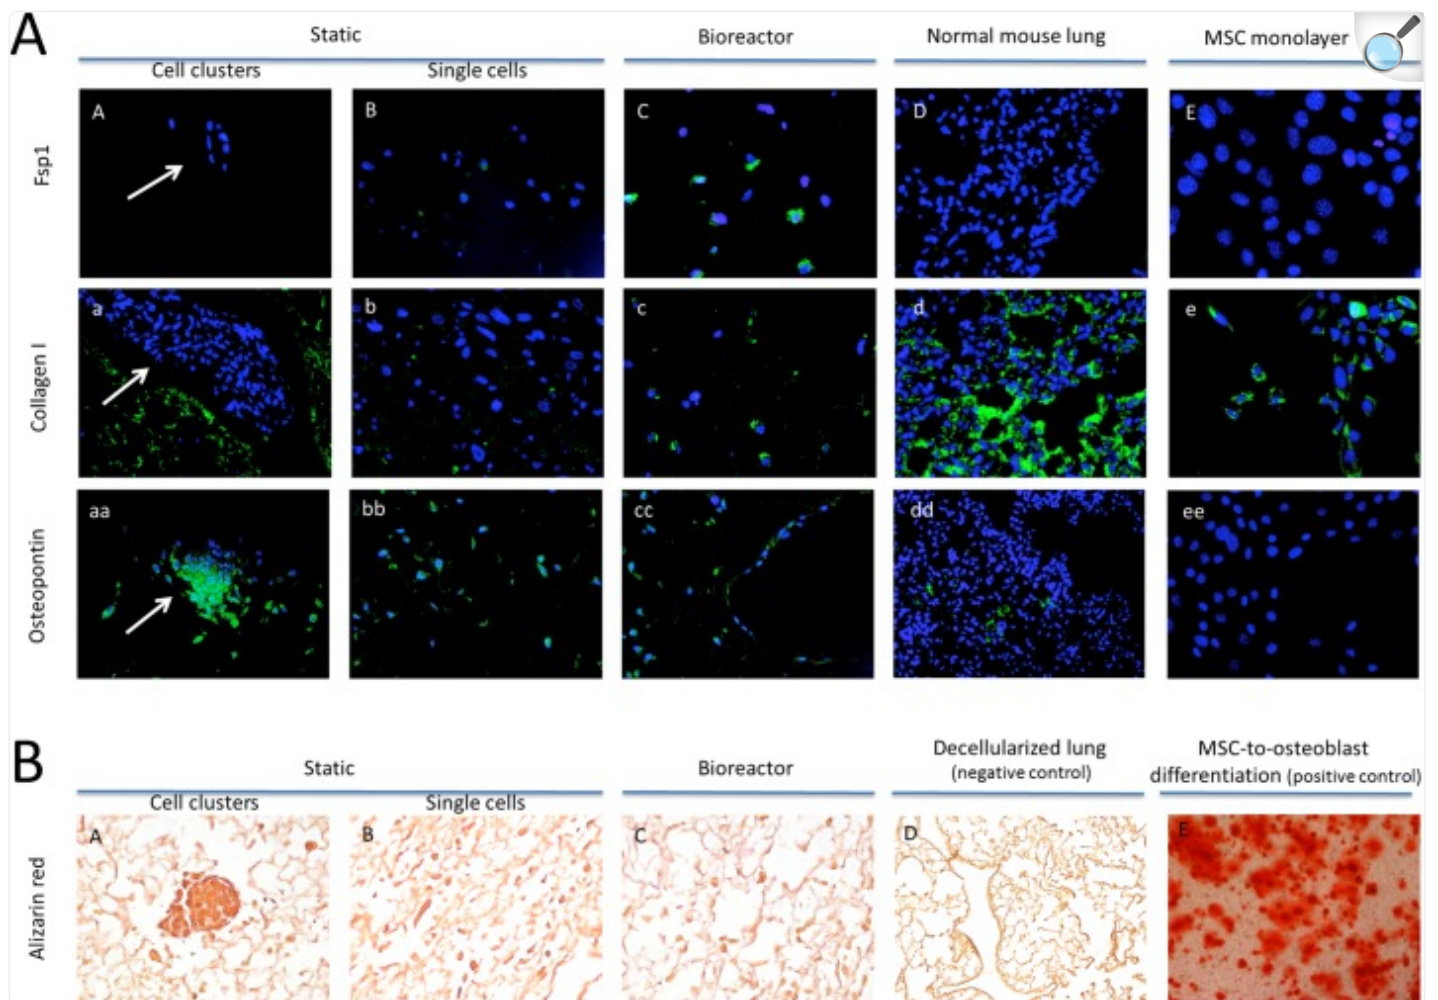 A
Static
Bioreactor
Normal mouse lung
MSC monolayer
Cell clusters
Single cells
Fsp1
A
B
C
D
E
Collagen I
a
b
c
d
e
Osteopontin
aa
bb
cc
dd
ee
B
Static
Bioreactor
Decellularized lung
(negative control)
MSC-to-osteoblast
differentiation (positive control)
Cell clusters
Single cells
Alizarin red
A
B
C
D
E